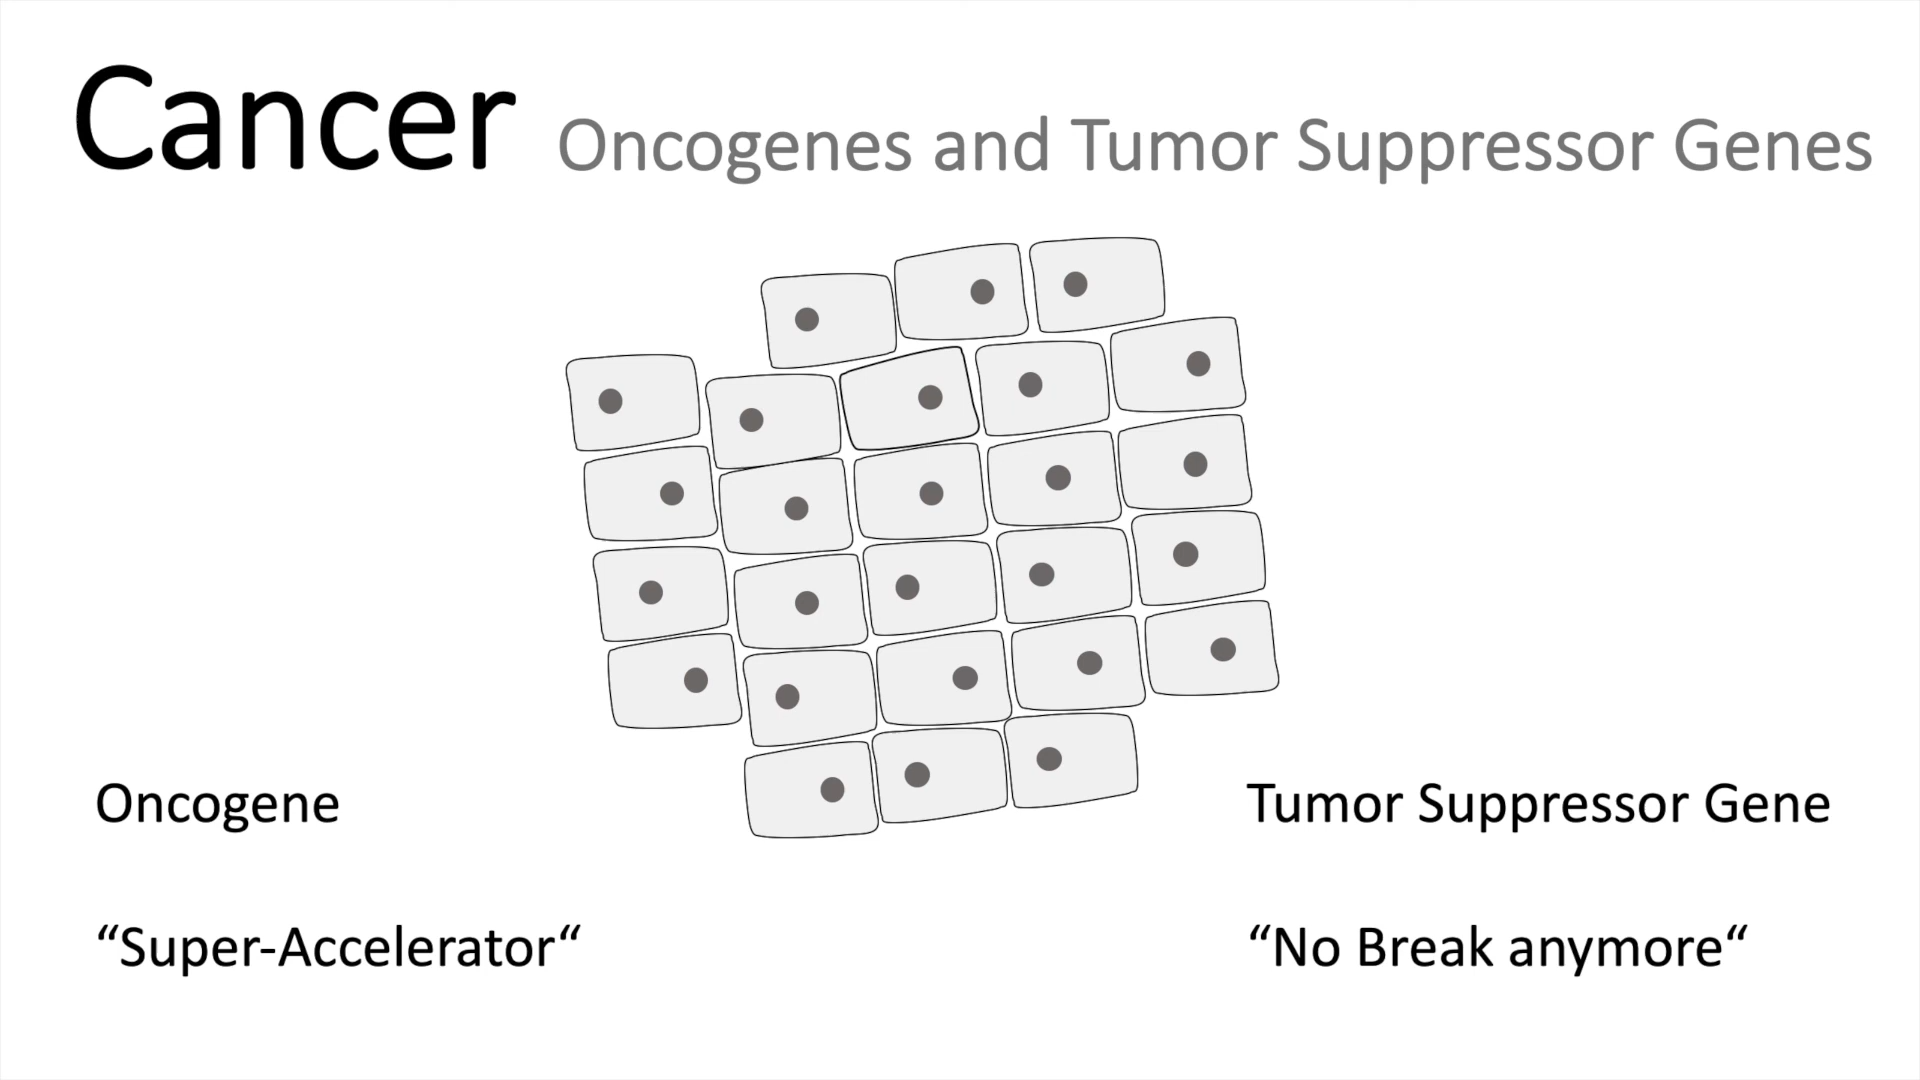 Cancer Oncogenes and Tumor Suppressor Genes
Oncogene
“Super-Accelerator“
Tumor Suppressor Gene
“No Break anymore“